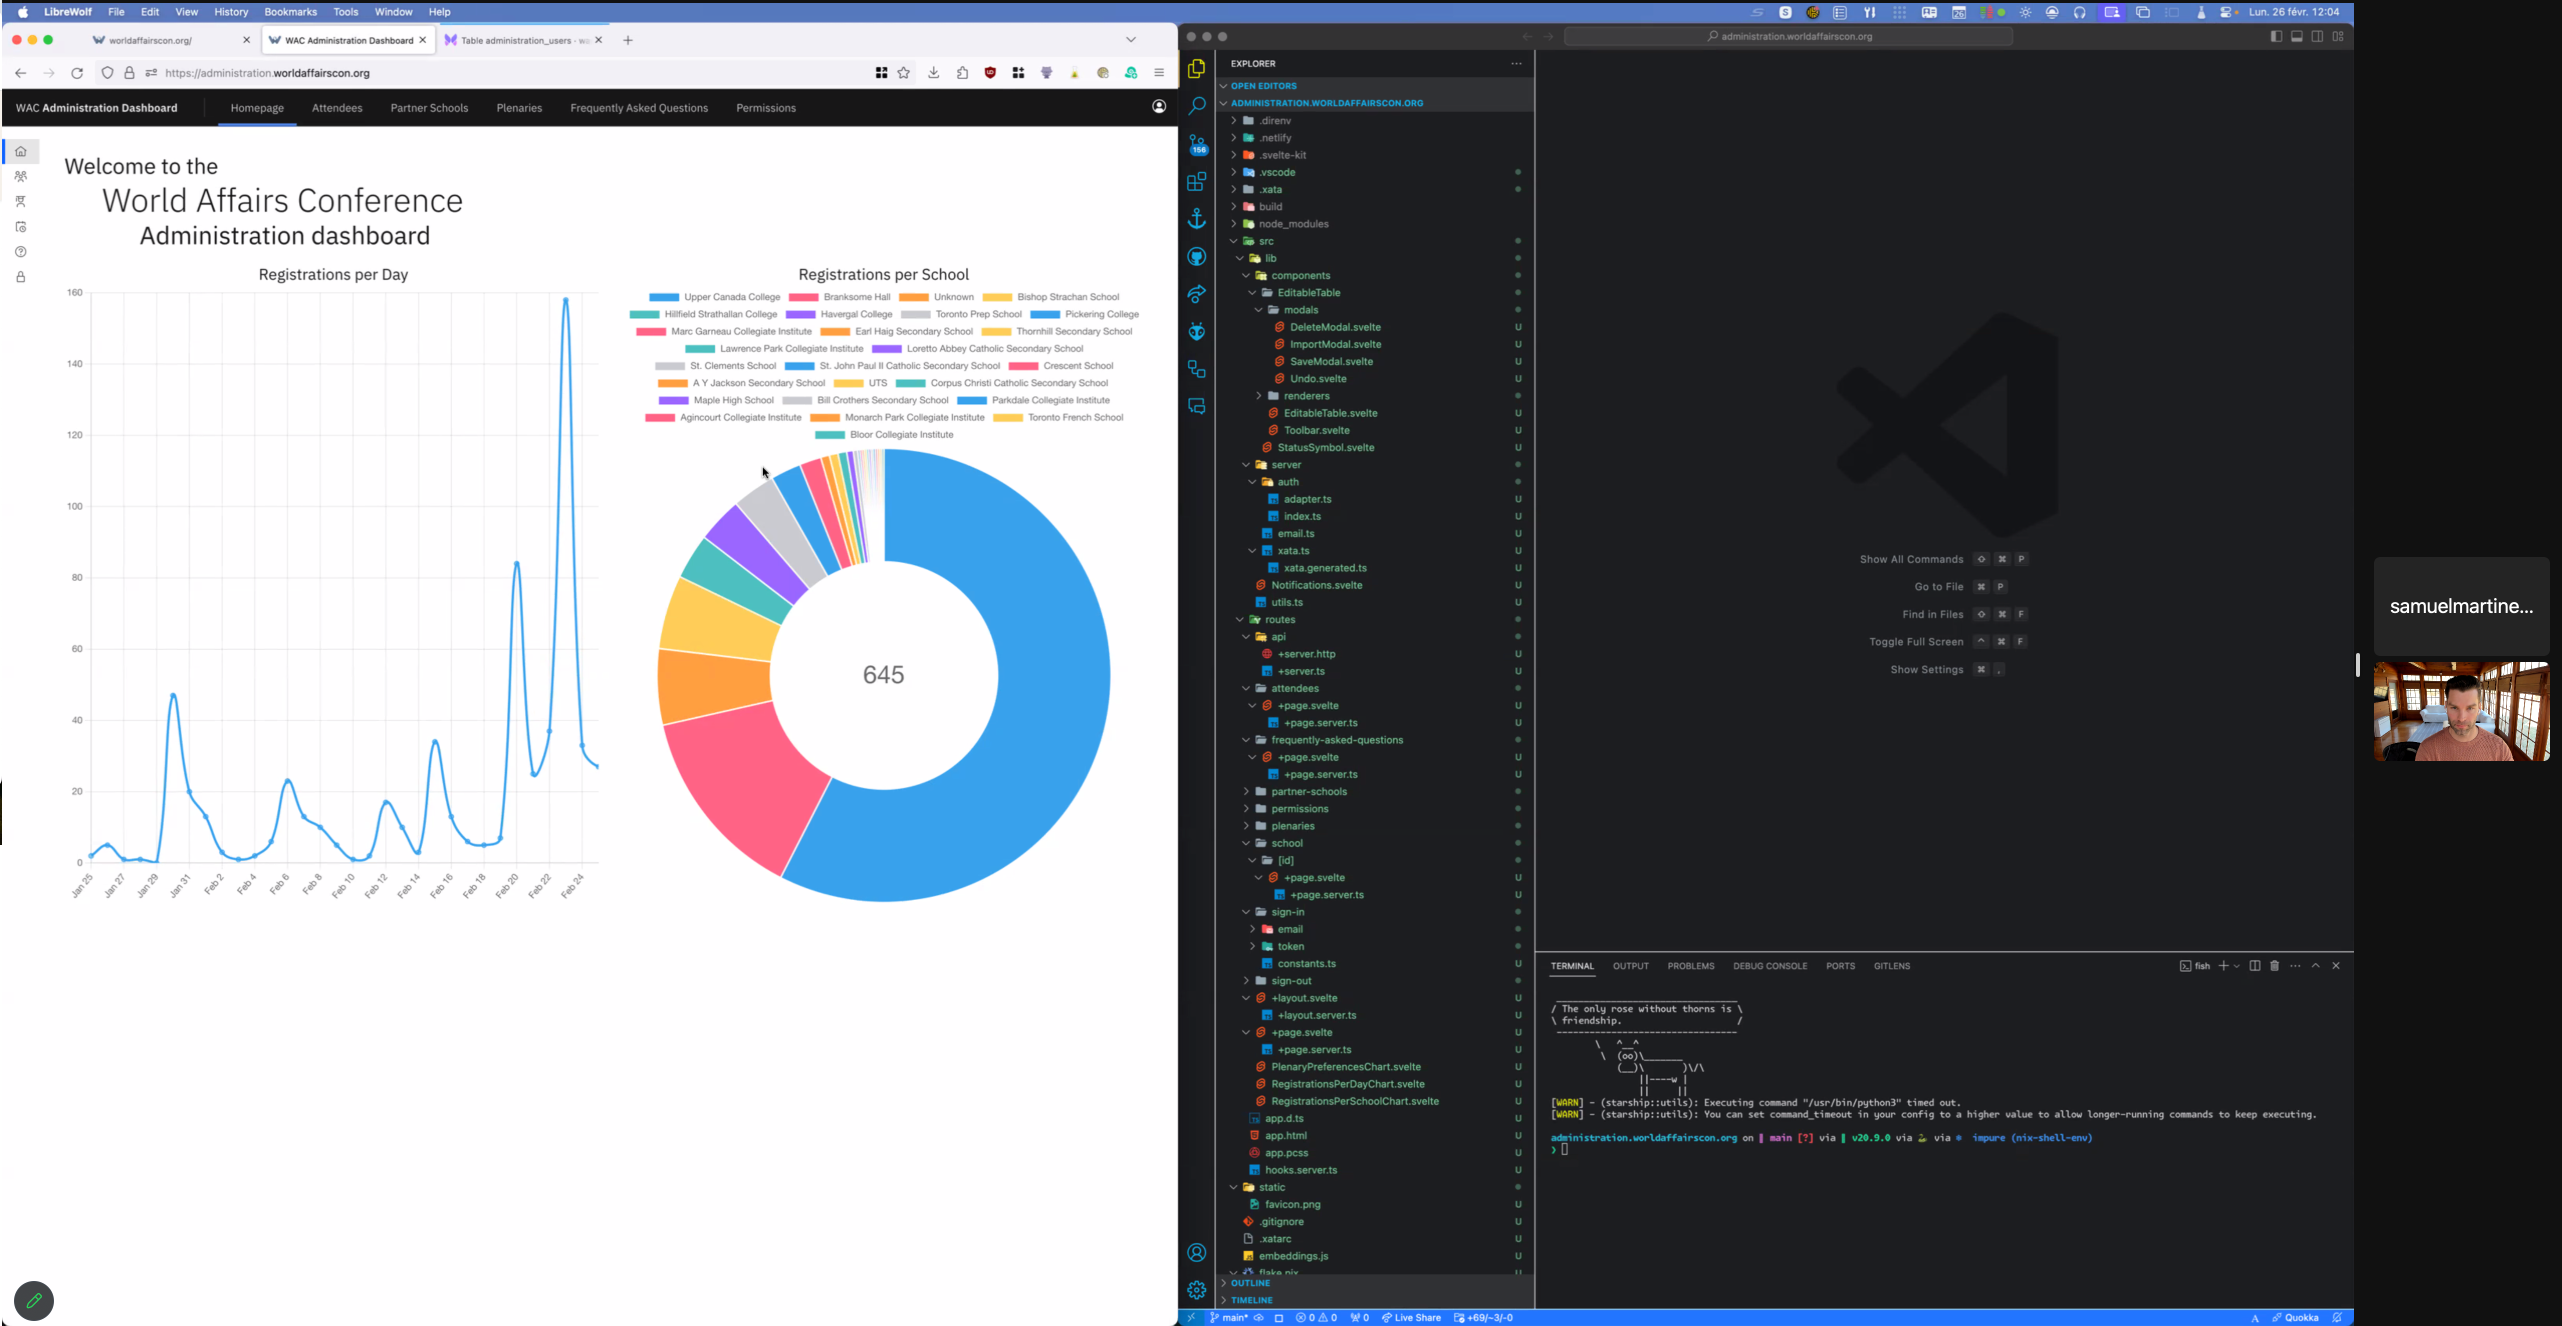 LibreWolf File Edit View History Bookmarks Tools Window Help
Lun. 26 févr. 12:04
worldaffairscon.org/
WAC Administration Dashboard
Table administration_users - w
https://administration.worldaffairscon.org
WAC Administration Dashboard Homepage Attendees Partner Schools Plenaries Frequently Asked Questions Permissions
Welcome to the
World Affairs Conference
Administration dashboard
Registrations per Day
160
140
120
100
80
60
40
20
0
Jan 25 Jan 27 Jan 29 Jan 31 Feb 2 Feb 4 Feb 6 Feb 8 Feb 10 Feb 12 Feb 14 Feb 16 Feb 18 Feb 20 Feb 22 Feb 24
Registrations per School
Upper Canada College Branksome Hall Unknown Bishop Strachan School
Hillfield Strathallan College Havergal College Toronto Prep School Pickering College
Marc Garneau Collegiate Institute Earl Haig Secondary School Thornhill Secondary School
Lawrence Park Collegiate Institute Loretto Abbey Catholic Secondary School
St. Clements School St. John Paul II Catholic Secondary School Crescent School
A Y Jackson Secondary School UTS Corpus Christi Catholic Secondary School
Maple High School Bill Crothers Secondary School Parkdale Collegiate Institute
Agincourt Collegiate Institute Monarch Park Collegiate Institute Toronto French School
Bloor Collegiate Institute
645
administration.worldaffairscon.org
EXPLORER
OPEN EDITORS
ADMINISTRATION.WORLDAFFAIRSCON.ORG
156
.direnv
.netlify
.svelte-kit
.vscode
.xata
build
node_modules
src
lib
components
EditableTable
modals
DeleteModal.svelte U
ImportModal.svelte U
SaveModal.svelte U
Undo.svelte U
renderers
EditableTable.svelte U
Toolbar.svelte U
StatusSymbol.svelte U
server
auth
adapter.ts U
index.ts U
email.ts U
xata.ts U
xata.generated.ts U
Notifications.svelte U
utils.ts U
routes
api
+server.http U
+server.ts U
attendees
+page.svelte U
+page.server.ts U
frequently-asked-questions
+page.svelte U
+page.server.ts U
partner-schools
permissions
plenaries
school
[id]
+page.svelte U
+page.server.ts U
sign-in
email
token
constants.ts U
sign-out
+layout.svelte U
+layout.server.ts U
+page.svelte U
+page.server.ts U
PlenaryPreferencesChart.svelte U
RegistrationsPerDayChart.svelte U
RegistrationsPerSchoolChart.svelte U
app.d.ts U
app.html U
app.pcss U
hooks.server.ts U
static
favicon.png U
.gitignore U
.xatarc U
embeddings.js U
flake.nix U
OUTLINE
TIMELINE
Show All Commands ⇧ ⌘ P
Go to File ⌘ P
Find in Files ⇧ ⌘ F
Toggle Full Screen ^ ⌘ F
Show Settings ⌘ ,
TERMINAL OUTPUT PROBLEMS DEBUG CONSOLE PORTS GITLENS
fish
/ The only rose without thorns is \
\ friendship. /
[WARN] - (starship::utils): Executing command "/usr/bin/python3" timed out.
[WARN] - (starship::utils): You can set command_timeout in your config to a higher value to allow longer-running commands to keep executing.
administration.worldaffairscon.org on main [?] via v20.9.0 via via impure (nix-shell-env)
main* 0 0 0 Live Share +69/~3/-0
Quokka
samuelmartine...